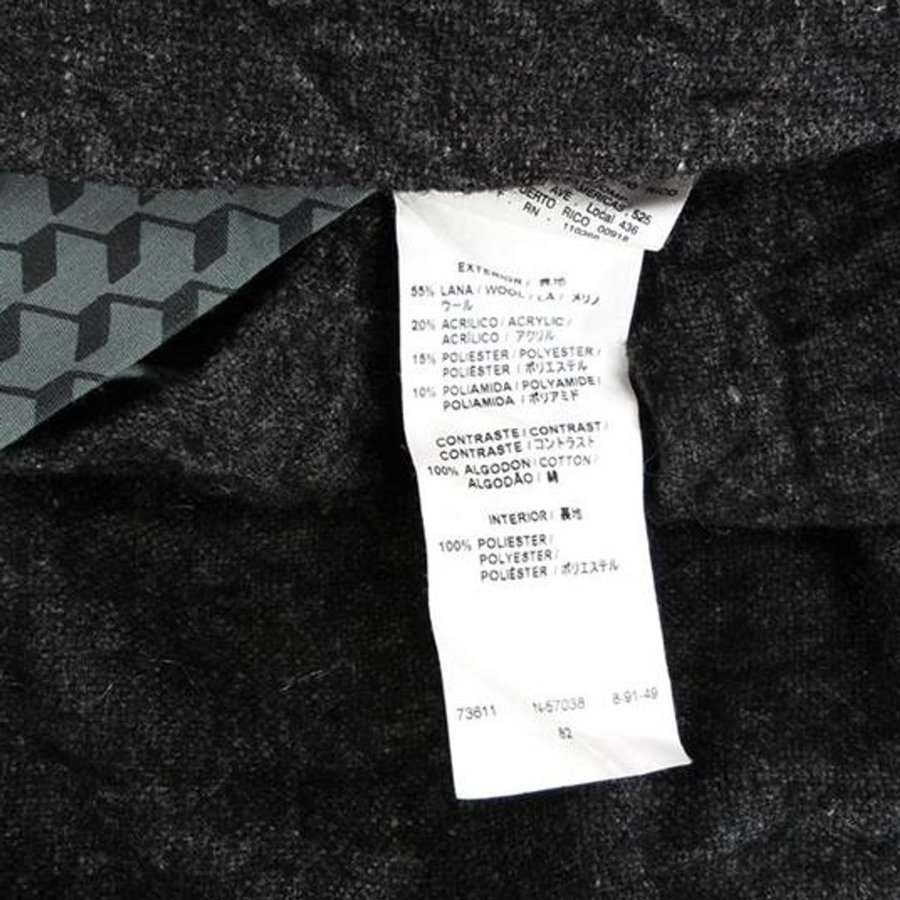 RICO
MERICAS, 525
AVE. Local 436
PUERTO RICO 00918
RN.
EXTERIOR /
55% LANA / WOOL / LA / メリノ
ウール
20% ACRILICO / ACRYLIC /
ACRÍLICO / アクリル
15% POLIESTER / POLYESTER /
POLIÉSTER / ポリエステル
10% POLIAMIDA / POLYAMIDE /
POLIAMIDA / ポリアミド
CONTRASTE / CONTRAST /
CONTRASTE / コントラスト
100% ALGODON / COTTON /
ALGODÃO / 綿
INTERIOR / 裏地
100% POLIESTER /
POLYESTER /
POLIÉSTER / ポリエステル
73611 N-57038 8-91-49
82